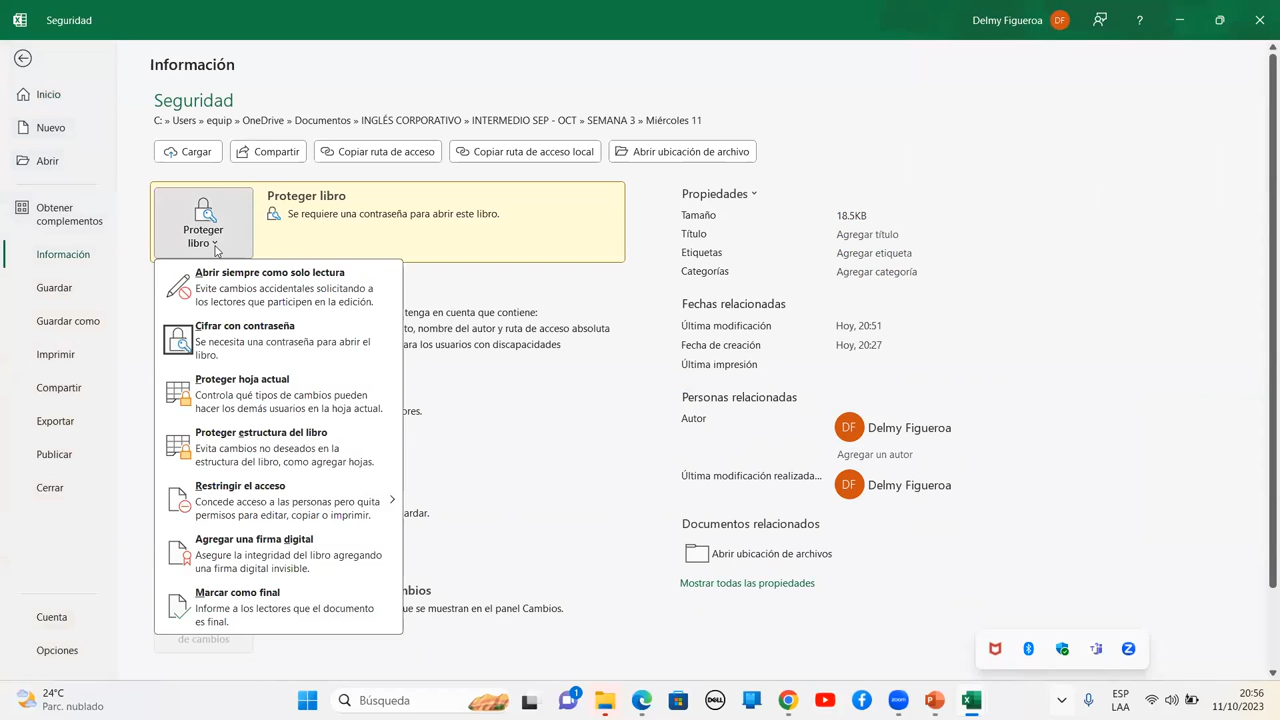 Seguridad
Delmy Figueroa DF ?
Información
Inicio
Nuevo
Abrir
Obtener
complementos
Información
Guardar
Guardar como
Imprimir
Compartir
Exportar
Publicar
Cerrar
Cuenta
Opciones
Seguridad
C: » Users » equip » OneDrive » Documentos » INGLÉS CORPORATIVO » INTERMEDIO SEP - OCT » SEMANA 3 » Miércoles 11
Cargar
Compartir
Copiar ruta de acceso
Copiar ruta de acceso local
Abrir ubicación de archivo
Proteger
libro
Proteger libro
Se requiere una contraseña para abrir este libro.
Abrir siempre como solo lectura
Evite cambios accidentales solicitando a
los lectores que participen en la edición.
Cifrar con contraseña
Se necesita una contraseña para abrir el
libro.
Proteger hoja actual
Controla qué tipos de cambios pueden
hacer los demás usuarios en la hoja actual.
Proteger estructura del libro
Evita cambios no deseados en la
estructura del libro, como agregar hojas.
Restringir el acceso
Concede acceso a las personas pero quita
permisos para editar, copiar o imprimir.
Agregar una firma digital
Asegure la integridad del libro agregando
una firma digital invisible.
Marcar como final
Informe a los lectores que el documento
es final.
tenga en cuenta que contiene:
to, nombre del autor y ruta de acceso absoluta
ara los usuarios con discapacidades
ores.
ardar.
mbios
ue se muestran en el panel Cambios.
de cambios
Propiedades
Tamaño 18.5KB
Título Agregar título
Etiquetas Agregar etiqueta
Categorías Agregar categoría
Fechas relacionadas
Última modificación Hoy, 20:51
Fecha de creación Hoy, 20:27
Última impresión
Personas relacionadas
Autor DF Delmy Figueroa
Agregar un autor
Última modificación realizada... DF Delmy Figueroa
Documentos relacionados
Abrir ubicación de archivos
Mostrar todas las propiedades
24°C
Parc. nublado
Búsqueda
1
DELL
zoom
ESP
LAA
20:56
11/10/2023